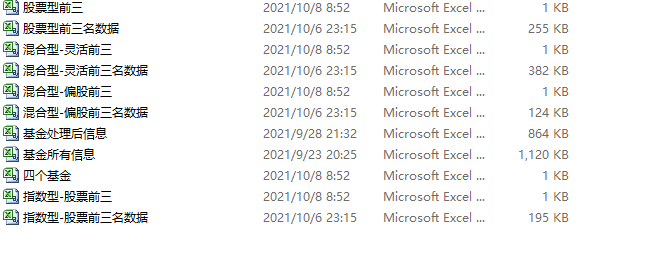 股票型前三 2021/10/8 8:52 Microsoft Excel ... 1 KB
股票型前三名数据 2021/10/6 23:15 Microsoft Excel ... 255 KB
混合型-灵活前三 2021/10/8 8:52 Microsoft Excel ... 1 KB
混合型-灵活前三名数据 2021/10/6 23:15 Microsoft Excel ... 382 KB
混合型-偏股前三 2021/10/8 8:52 Microsoft Excel ... 1 KB
混合型-偏股前三名数据 2021/10/6 23:15 Microsoft Excel ... 124 KB
基金处理后信息 2021/9/28 21:32 Microsoft Excel ... 864 KB
基金所有信息 2021/9/23 20:25 Microsoft Excel ... 1,120 KB
四个基金 2021/10/8 8:52 Microsoft Excel ... 1 KB
指数型-股票前三 2021/10/8 8:52 Microsoft Excel ... 1 KB
指数型-股票前三名数据 2021/10/6 23:15 Microsoft Excel ... 195 KB